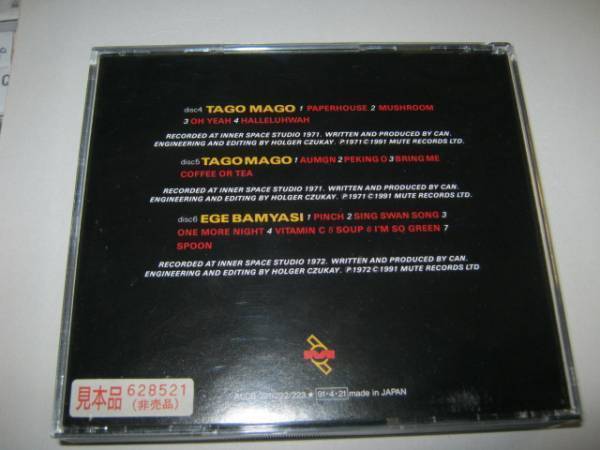 disc4 TAGO MAGO 1 PAPERHOUSE 2 MUSHROOM
3 OH YEAH 4 HALLELUHWAH
RECORDED AT INNER SPACE STUDIO 1971. WRITTEN AND PRODUCED BY CAN.
ENGINEERING AND EDITING BY HOLGER CZUKAY. ℗1971 ©1991 MUTE RECORDS LTD.
disc5 TAGO MAGO 1 AUMGN 2 PEKING O 3 BRING ME
COFFEE OR TEA
RECORDED AT INNER SPACE STUDIO 1971. WRITTEN AND PRODUCED BY CAN.
ENGINEERING AND EDITING BY HOLGER CZUKAY. ℗1971 ©1991 MUTE RECORDS LTD.
disc6 EGE BAMYASI 1 PINCH 2 SING SWAN SONG 3
ONE MORE NIGHT 4 VITAMIN C 5 SOUP 6 I'M SO GREEN 7
SPOON
RECORDED AT INNER SPACE STUDIO 1972. WRITTEN AND PRODUCED BY CAN.
ENGINEERING AND EDITING BY HOLGER CZUKAY. ℗1972 ©1991 MUTE RECORDS LTD
見本品 628521
(非売品)
91·4·21 made in JAPAN